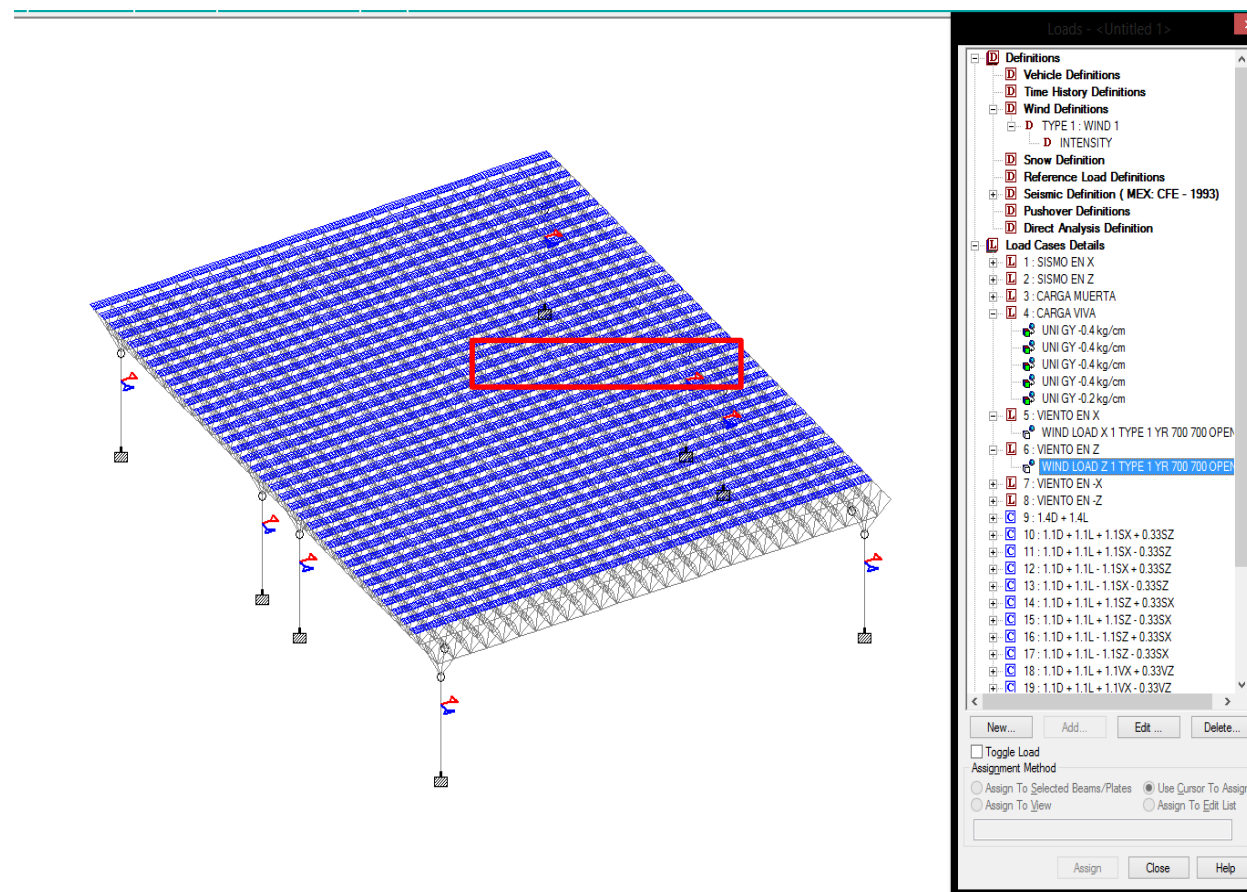 Loads - <Untitled 1>
Definitions
Vehicle Definitions
Time History Definitions
Wind Definitions
TYPE 1 : WIND 1
INTENSITY
Snow Definition
Reference Load Definitions
Seismic Definition ( MEX: CFE - 1993)
Pushover Definitions
Direct Analysis Definition
Load Cases Details
1 : SISMO EN X
2 : SISMO EN Z
3 : CARGA MUERTA
4 : CARGA VIVA
UNI GY -0.4 kg/cm
UNI GY -0.4 kg/cm
UNI GY -0.4 kg/cm
UNI GY -0.4 kg/cm
UNI GY -0.2 kg/cm
5 : VIENTO EN X
WIND LOAD X 1 TYPE 1 YR 700 700 OPEN
6 : VIENTO EN Z
WIND LOAD Z 1 TYPE 1 YR 700 700 OPEN
7 : VIENTO EN -X
8 : VIENTO EN -Z
9 : 1.4D + 1.4L
10 : 1.1D + 1.1L + 1.1SX + 0.33SZ
11 : 1.1D + 1.1L + 1.1SX - 0.33SZ
12 : 1.1D + 1.1L - 1.1SX + 0.33SZ
13 : 1.1D + 1.1L - 1.1SX - 0.33SZ
14 : 1.1D + 1.1L + 1.1SZ + 0.33SX
15 : 1.1D + 1.1L + 1.1SZ - 0.33SX
16 : 1.1D + 1.1L - 1.1SZ + 0.33SX
17 : 1.1D + 1.1L - 1.1SZ - 0.33SX
18 : 1.1D + 1.1L + 1.1VX + 0.33VZ
19 : 1.1D + 1.1L + 1.1VX - 0.33VZ
New... Add... Edit ... Delete...
Toggle Load
Assignment Method
Assign To Selected Beams/Plates Use Cursor To Assign
Assign To View Assign To Edit List
Assign Close Help